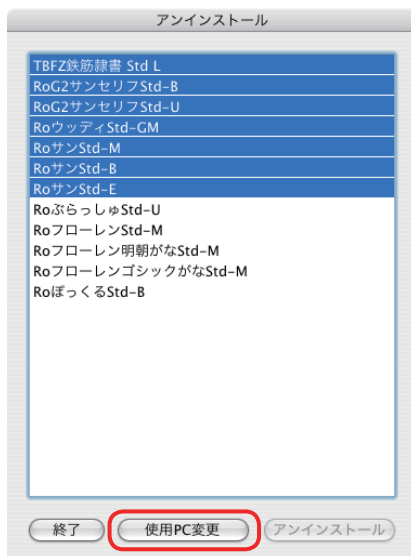 アンインストール
TBFZ鉄筋隷書 Std L
RoG2サンセリフStd-B
RoG2サンセリフStd-U
RoウッディStd-GM
RoサンStd-M
RoサンStd-B
RoサンStd-E
RoぶらっしゅStd-U
RoフローレンStd-M
Roフローレン明朝がなStd-M
RoフローレンゴシックがなStd-M
RoぽっくるStd-B
終了 使用PC変更 アンインストール